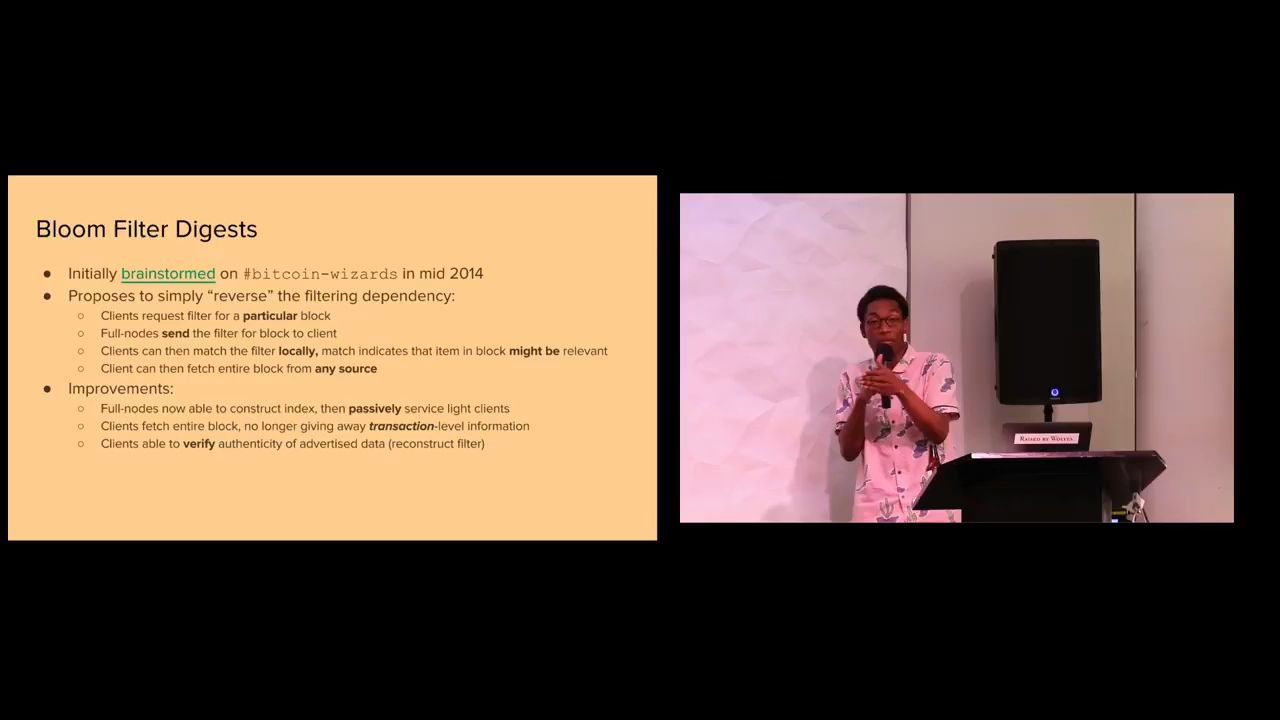 Bloom Filter Digests
● Initially brainstormed on #bitcoin-wizards in mid 2014
● Proposes to simply “reverse” the filtering dependency:
○ Clients request filter for a particular block
○ Full-nodes send the filter for block to client
○ Clients can then match the filter locally, match indicates that item in block might be relevant
○ Client can then fetch entire block from any source
● Improvements:
○ Full-nodes now able to construct index, then passively service light clients
○ Clients fetch entire block, no longer giving away transaction-level information
○ Clients able to verify authenticity of advertised data (reconstruct filter)
RAISED BY WOLVES